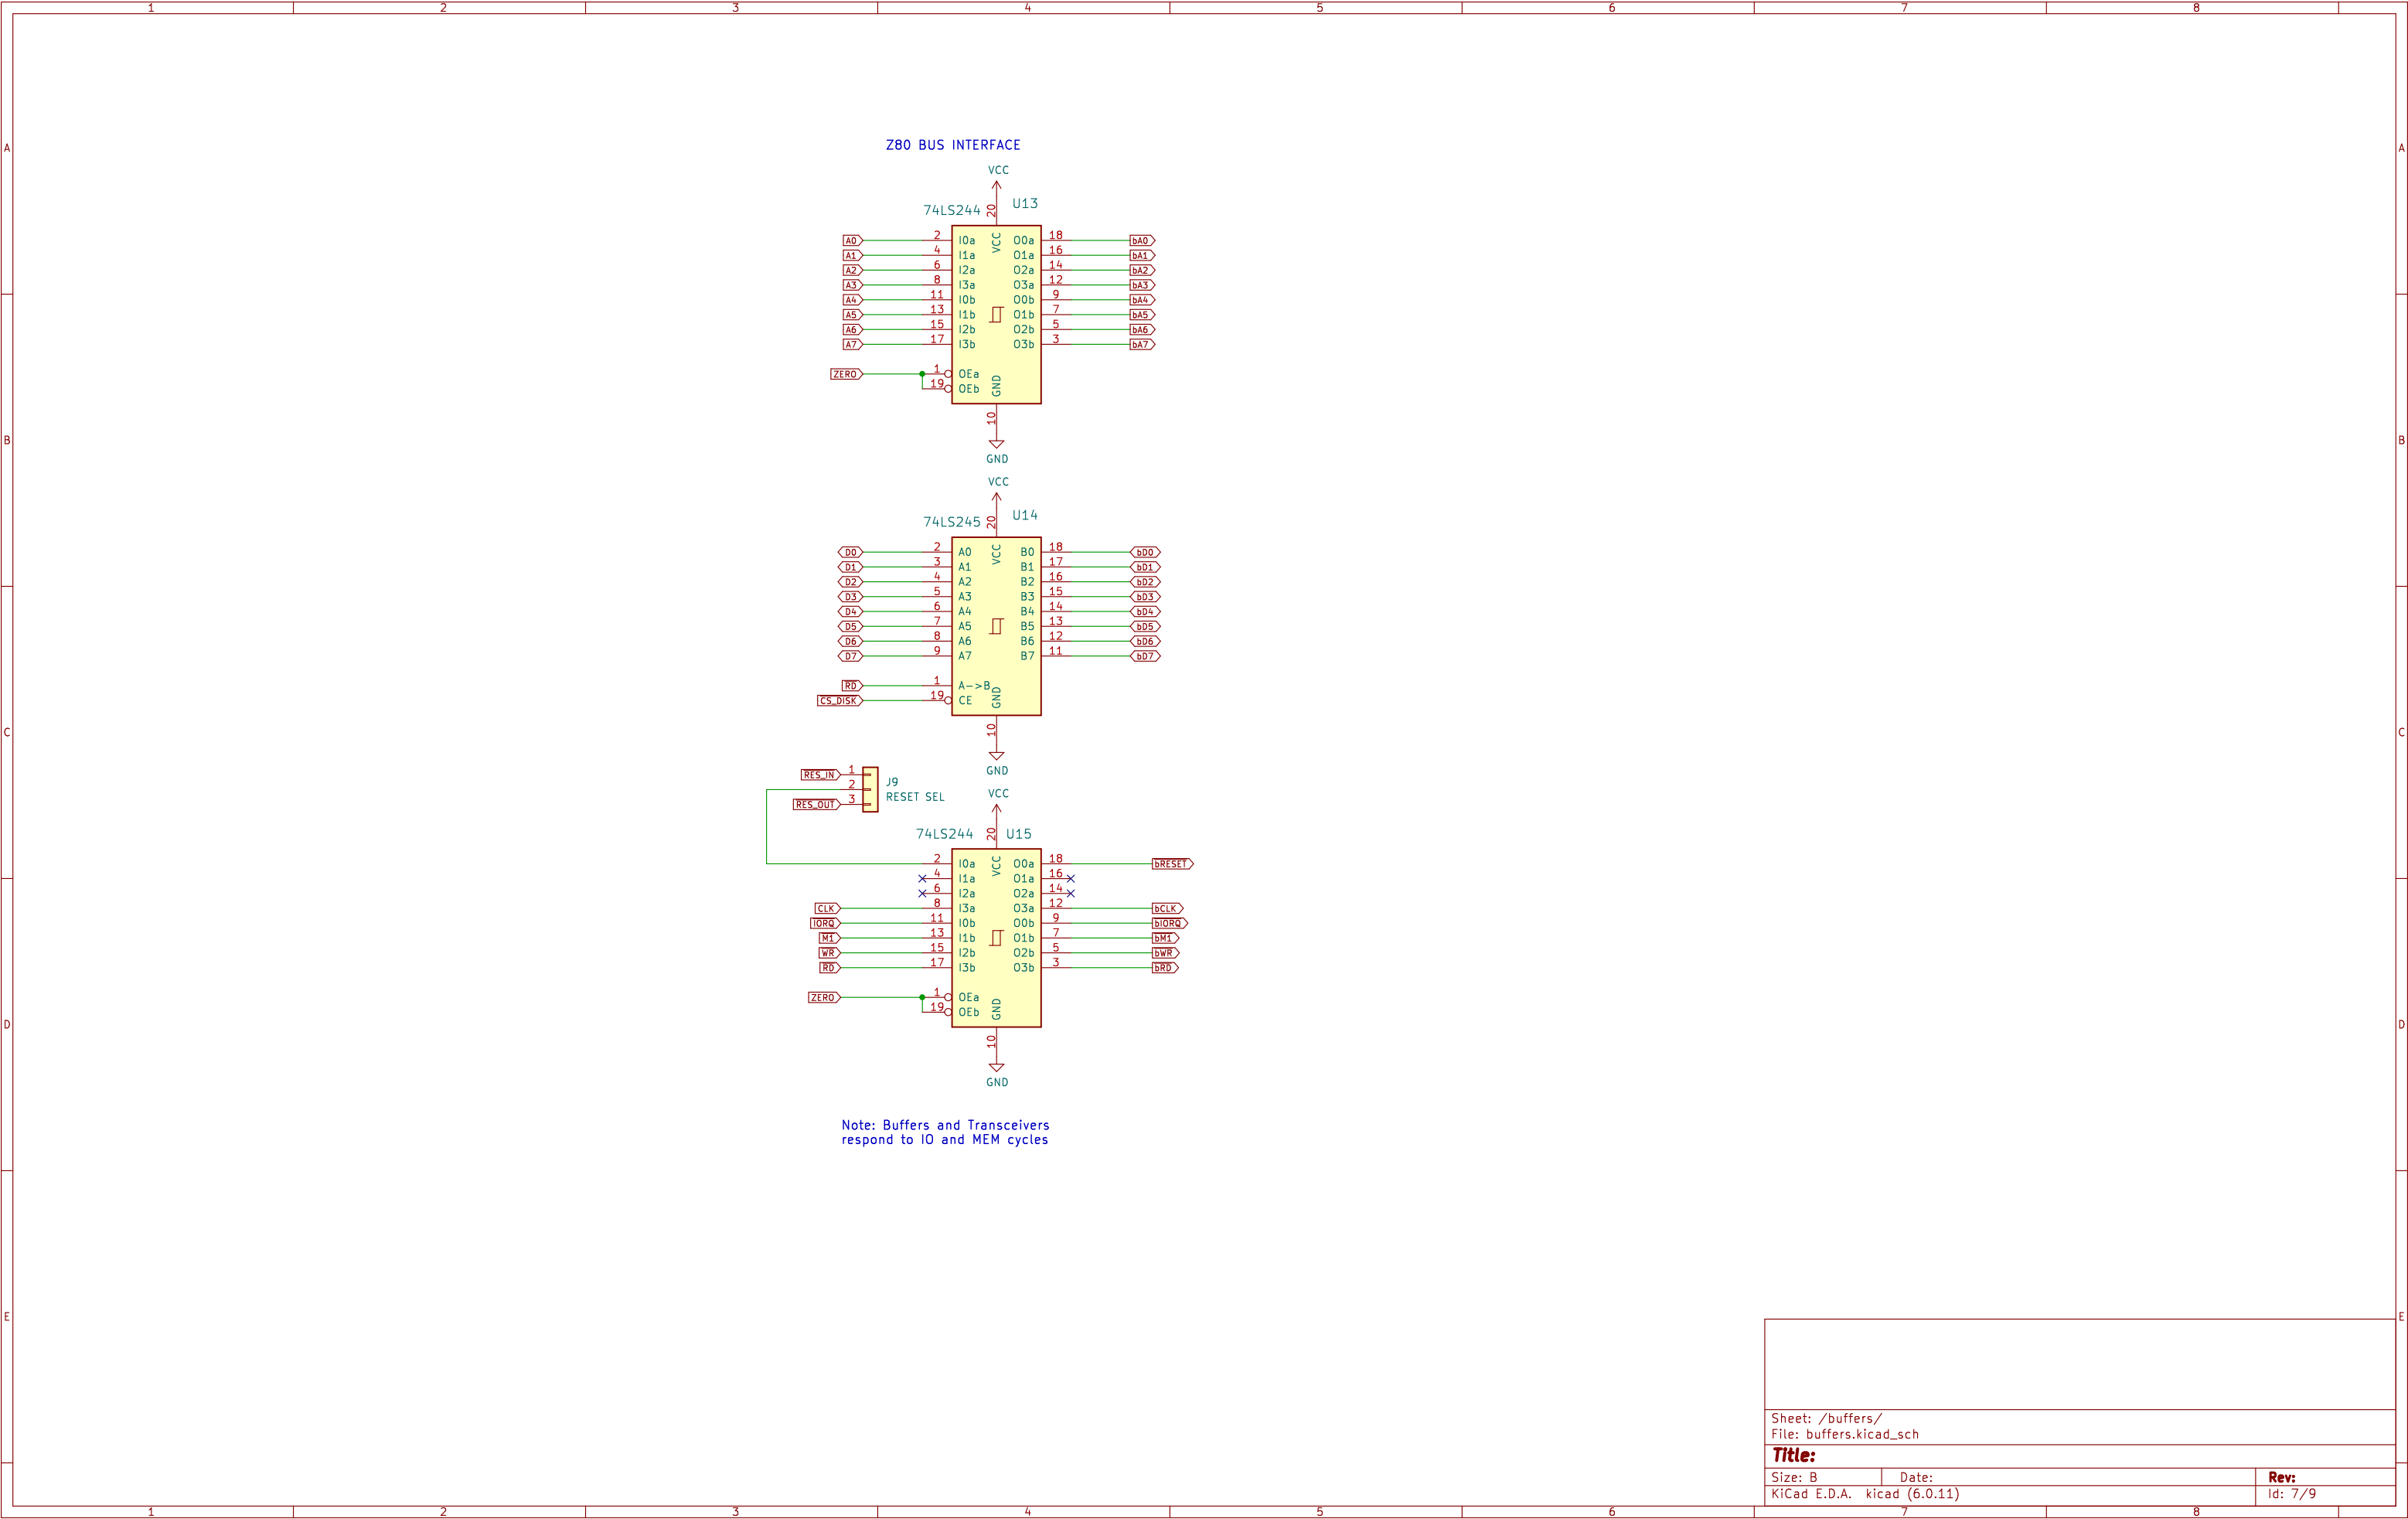 1 2 3 4 5 6 7 8
A A
B B
C C
D D
E E
Z80 BUS INTERFACE
VCC
74LS244 U13
20
VCC
A0 2 I0a O0a 18 bA0
A1 4 I1a O1a 16 bA1
A2 6 I2a O2a 14 bA2
A3 8 I3a O3a 12 bA3
A4 11 I0b O0b 9 bA4
A5 13 I1b O1b 7 bA5
A6 15 I2b O2b 5 bA6
A7 17 I3b O3b 3 bA7
ZERO 1 OEa
19 OEb
GND
10
GND
VCC
74LS245 U14
20
VCC
D0 2 A0 B0 18 bD0
D1 3 A1 B1 17 bD1
D2 4 A2 B2 16 bD2
D3 5 A3 B3 15 bD3
D4 6 A4 B4 14 bD4
D5 7 A5 B5 13 bD5
D6 8 A6 B6 12 bD6
D7 9 A7 B7 11 bD7
RD 1 A->B
CS_DISK 19 CE
GND
10
GND
RES_IN 1
2
RES_OUT 3
J9
RESET SEL
VCC
74LS244 U15
20
VCC
2 I0a O0a 18 bRESET
4 I1a O1a 16
6 I2a O2a 14
CLK 8 I3a O3a 12 bCLK
IORQ 11 I0b O0b 9 bIORQ
M1 13 I1b O1b 7 bM1
WR 15 I2b O2b 5 bWR
RD 17 I3b O3b 3 bRD
ZERO 1 OEa
19 OEb
GND
10
GND
Note: Buffers and Transceivers
respond to IO and MEM cycles
Sheet: /buffers/
File: buffers.kicad_sch
Title:
Size: B Date: Rev:
KiCad E.D.A. kicad (6.0.11) Id: 7/9
1 2 3 4 5 6 7 8